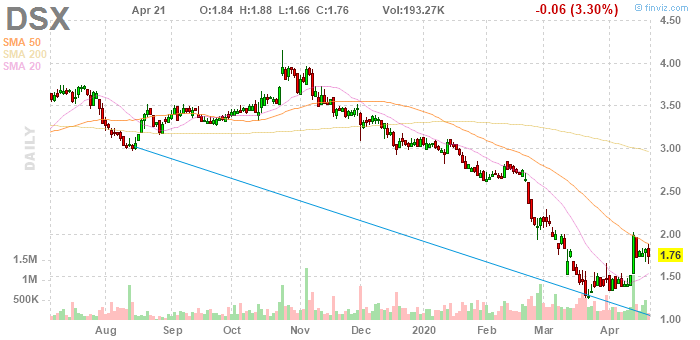 DSX
Apr 21 O:1.84 H:1.88 L:1.66 C:1.76 Vol:193.27K -0.06 (3.30%)
© finviz.com
SMA 50
SMA 200
SMA 20
DAILY
4.50
4.00
3.50
3.00
2.50
2.00
1.76
1.50
1.00
1.5M
1M
500K
Aug Sep Oct Nov Dec 2020 Feb Mar Apr